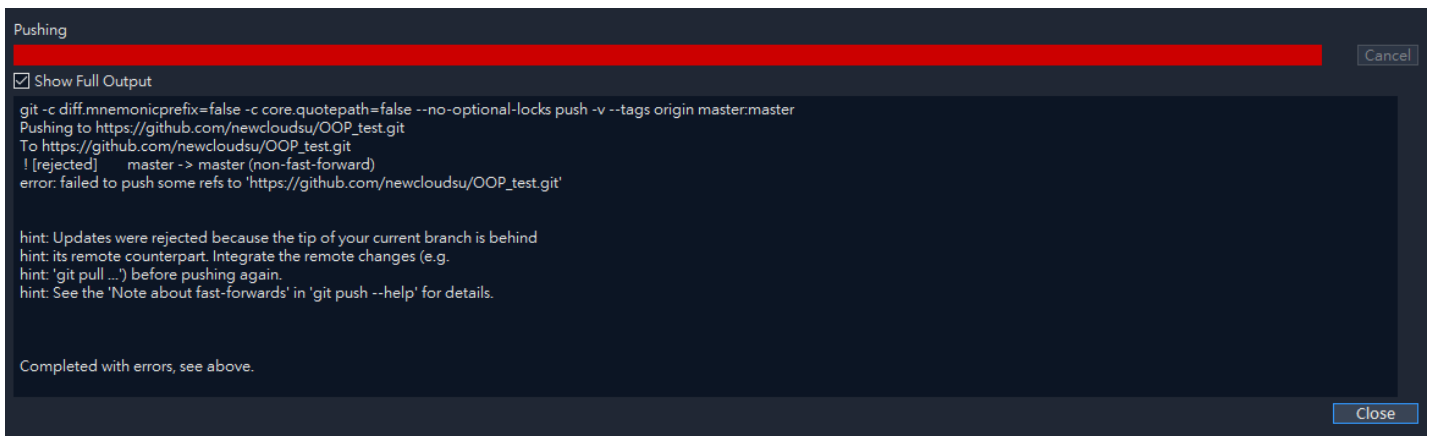 Pushing
Cancel
Show Full Output
git -c diff.mnemonicprefix=false -c core.quotepath=false --no-optional-locks push -v --tags origin master:master
Pushing to https://github.com/newcloudsu/OOP_test.git
To https://github.com/newcloudsu/OOP_test.git
! [rejected] master -> master (non-fast-forward)
error: failed to push some refs to 'https://github.com/newcloudsu/OOP_test.git'
hint: Updates were rejected because the tip of your current branch is behind
hint: its remote counterpart. Integrate the remote changes (e.g.
hint: 'git pull ...') before pushing again.
hint: See the 'Note about fast-forwards' in 'git push --help' for details.
Completed with errors, see above.
Close